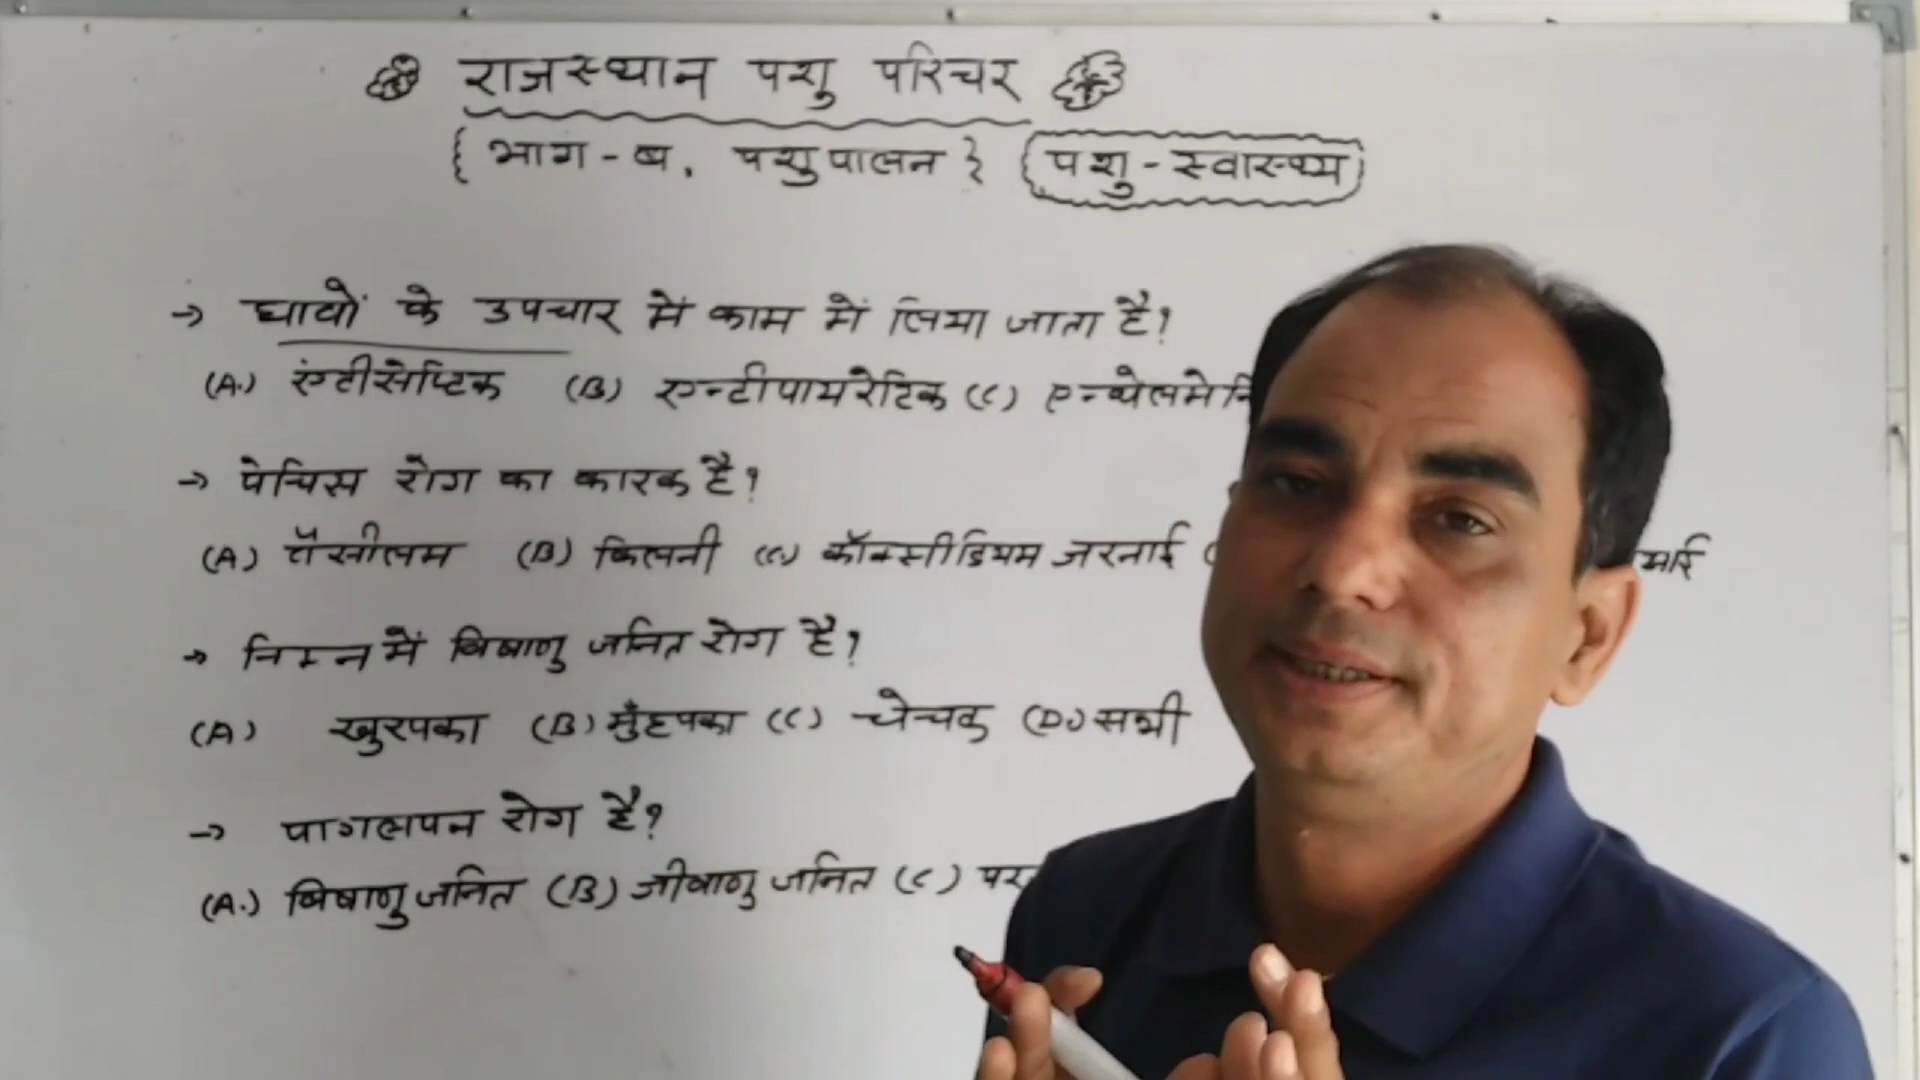 राजस्थान पशु परिचर
{ भाग - ब, पशुपालन } पशु - स्वास्थ्य
→ घावों के उपचार में काम में लिया जाता है?
(A.) एंटीसेप्टिक (B) एन्टीपायरेटिक (C)
→ पेचिस रोग का कारक है?
(A) वैसीलम (B) किलनी (C) कॉक्सीडियम जरनाई
→ निम्न में विषाणु जनित रोग है?
(A) खुरपका (B) मुँहपका (C) चेचक (D) सभी
→ पागलपन रोग है?
(A.) विषाणु जनित (B) जीवाणु जनित (C) पर